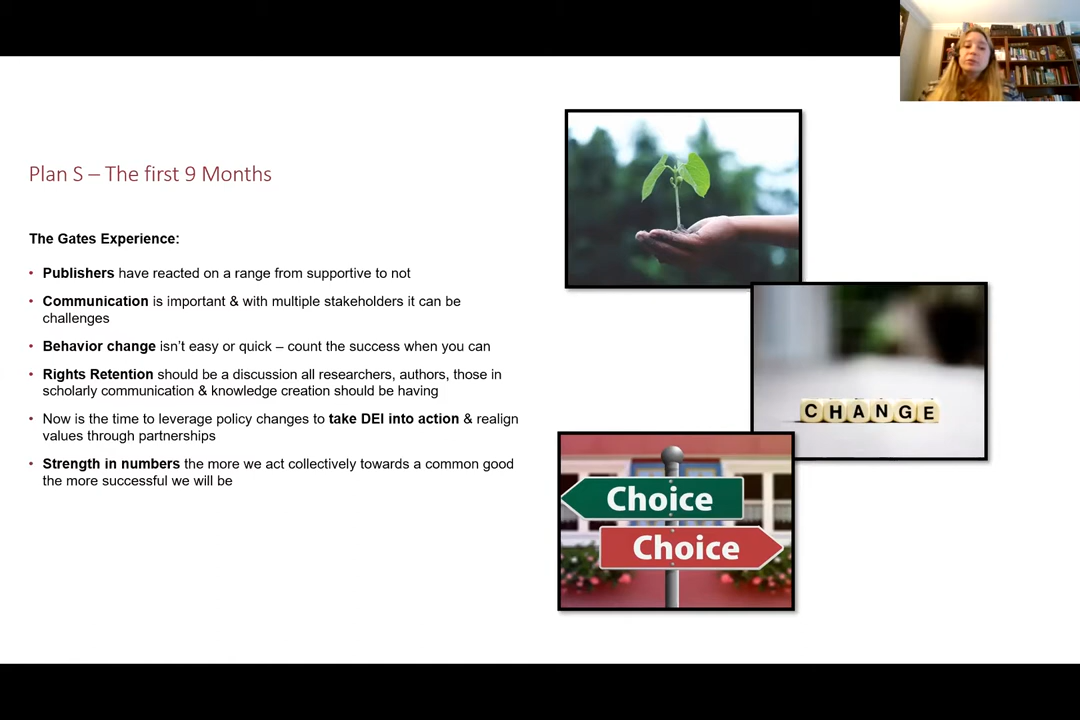 Plan S – The first 9 Months
The Gates Experience:
• Publishers have reacted on a range from supportive to not
• Communication is important & with multiple stakeholders it can be
challenges
• Behavior change isn’t easy or quick – count the success when you can
• Rights Retention should be a discussion all researchers, authors, those in
scholarly communication & knowledge creation should be having
• Now is the time to leverage policy changes to take DEI into action & realign
values through partnerships
• Strength in numbers the more we act collectively towards a common good
the more successful we will be
CHANGE
Choice
Choice